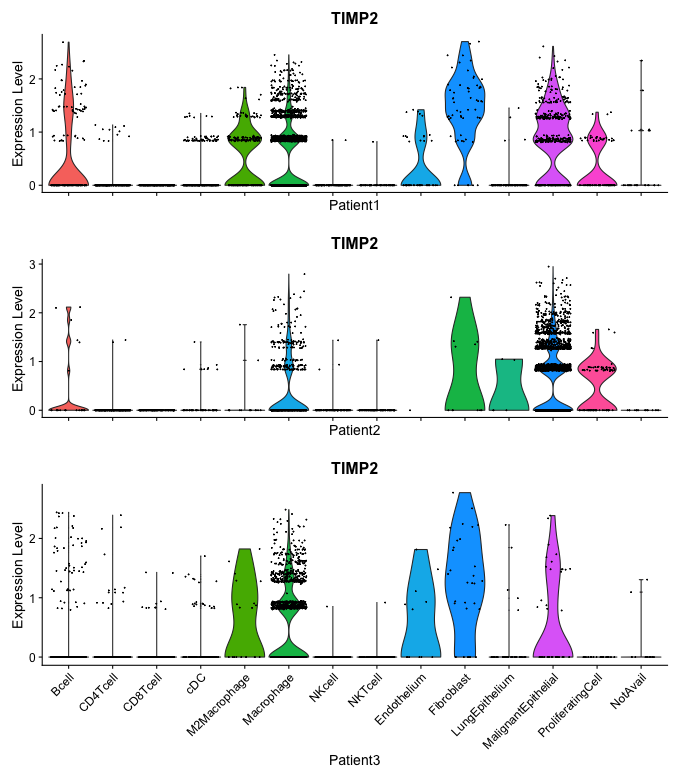 TIMP2
Expression Level
2
1
0
Patient1
TIMP2
Expression Level
3
2
1
0
Patient2
TIMP2
Expression Level
2
1
0
Bcell
CD4Tcell
CD8Tcell
cDC
M2Macrophage
Macrophage
NKcell
NKTcell
Endothelium
Fibroblast
LungEpithelium
MalignantEpithelial
ProliferatingCell
NotAvail
Patient3